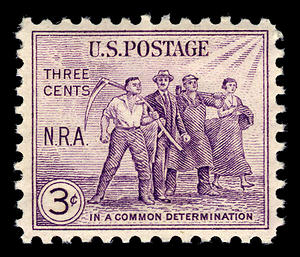 U.S. POSTAGE
THREE
CENTS
N.R.A.
3¢
IN A COMMON DETERMINATION